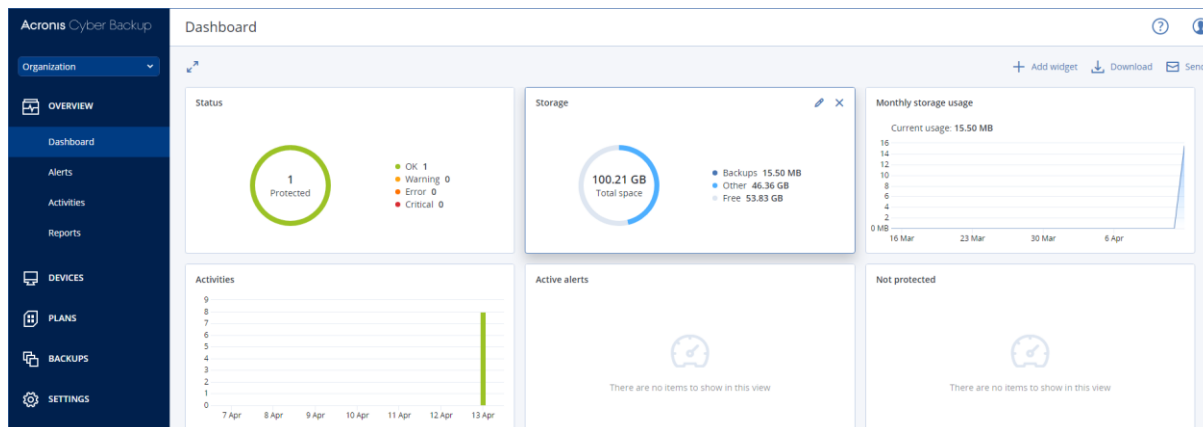 Acronis Cyber Backup
Dashboard
Organization
Add widget
Download
Send
OVERVIEW
Dashboard
Alerts
Activities
Reports
DEVICES
PLANS
BACKUPS
SETTINGS
Status
1
Protected
OK 1
Warning 0
Error 0
Critical 0
Storage
100.21 GB
Total space
Backups 15.50 MB
Other 46.36 GB
Free 53.83 GB
Monthly storage usage
Current usage: 15.50 MB
16
14
12
10
8
6
4
2
0 MB
16 Mar 23 Mar 30 Mar 6 Apr
Activities
9
8
7
6
5
4
3
2
1
0
7 Apr 8 Apr 9 Apr 10 Apr 11 Apr 12 Apr 13 Apr
Active alerts
There are no items to show in this view
Not protected
There are no items to show in this view